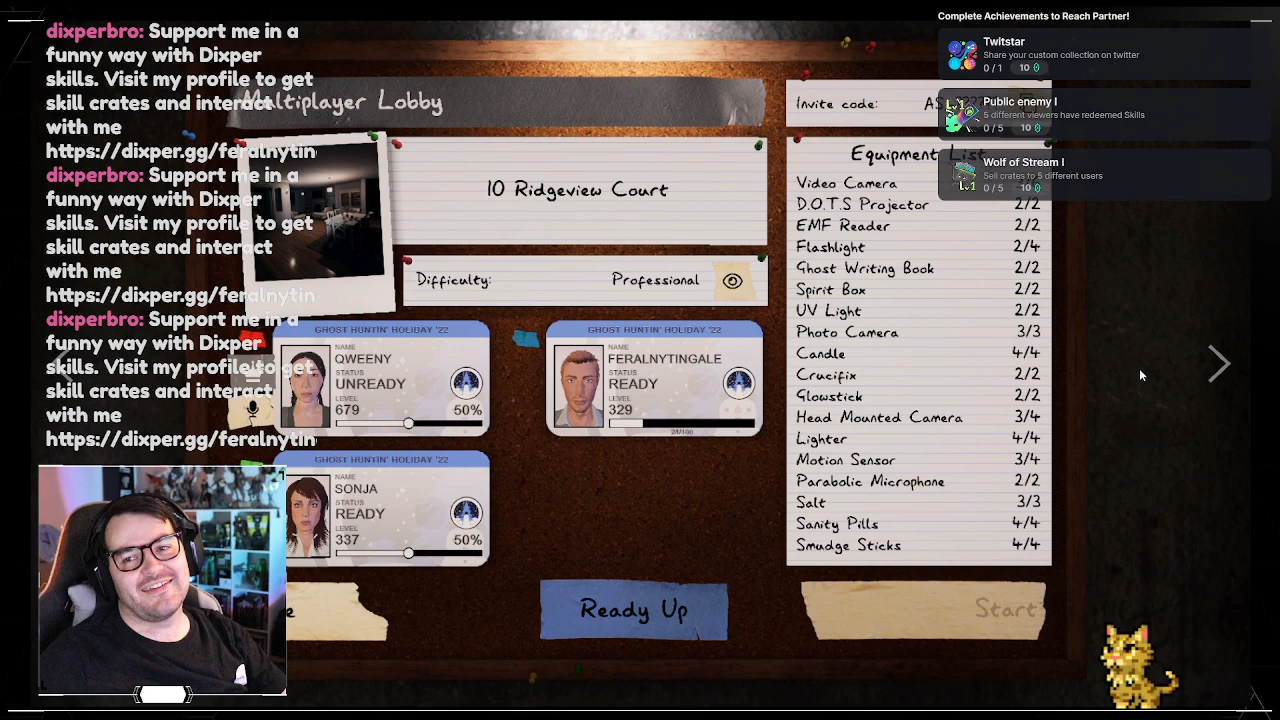 dixperbro: Support me in a
funny way with Dixper
skills. Visit my profile to get
skill crates and interact
with me
https://dixper.gg/feralnytin
dixperbro: Support me in a
funny way with Dixper
skills. Visit my profile to get
skill crates and interact
with me
https://dixper.gg/feralnytin
dixperbro: Support me in a
funny way with Dixper
skills. Visit my profile to get
skill crates and interact
with me
https://dixper.gg/feralnytin
Multiplayer Lobby
10 Ridgeview Court
Difficulty: Professional
GHOST HUNTIN' HOLIDAY '22
NAME
QWEENY
STATUS
UNREADY
LEVEL
679 50%
GHOST HUNTIN' HOLIDAY '22
NAME
FERALNYTINGALE
STATUS
READY
LEVEL
329
24/100
GHOST HUNTIN' HOLIDAY '22
NAME
SONJA
STATUS
READY
LEVEL
337 50%
Ready Up
Start
Invite code:
Equipment List
Video Camera
D.O.T.S Projector 2/2
EMF Reader 2/2
Flashlight 2/4
Ghost Writing Book 2/2
Spirit Box 2/2
UV Light 2/2
Photo Camera 3/3
Candle 4/4
Crucifix 2/2
Glowstick 2/2
Head Mounted Camera 3/4
Lighter 4/4
Motion Sensor 3/4
Parabolic Microphone 2/2
Salt 3/3
Sanity Pills 4/4
Smudge Sticks 4/4
Complete Achievements to Reach Partner!
Twitstar
Share your custom collection on twitter
0 / 1 10
Lv1
Public enemy I
5 different viewers have redeemed Skills
0 / 5 10
Wolf of Stream I
Sell crates to 5 different users
Lv1
0 / 5 10